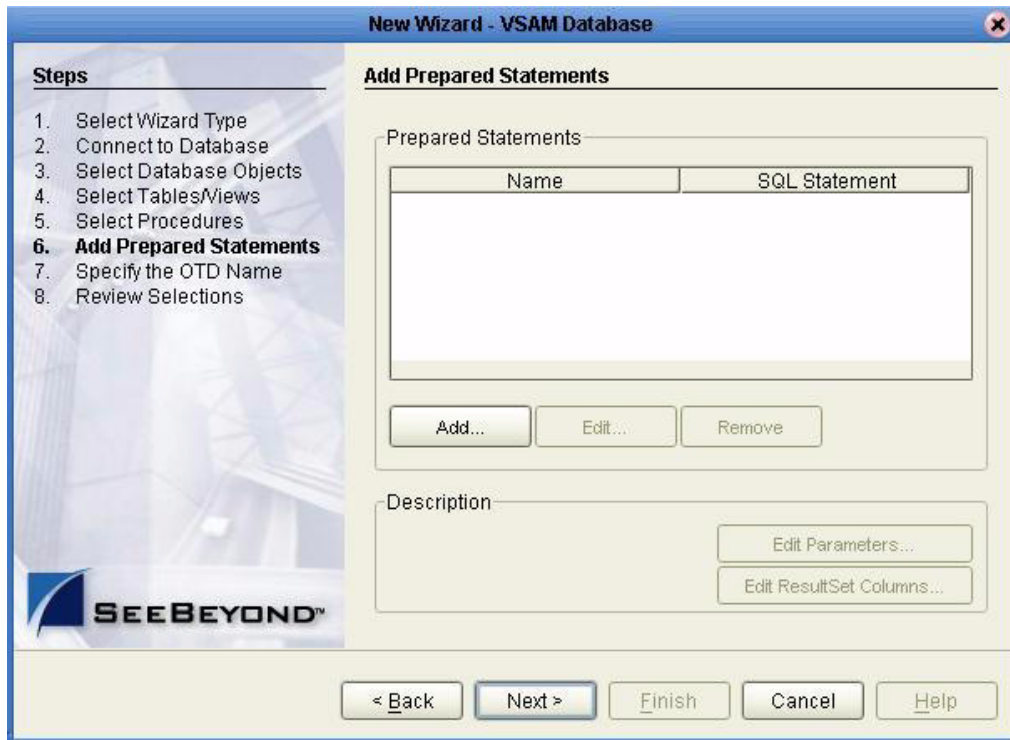 New Wizard - VSAM Database
Steps
1. Select Wizard Type
2. Connect to Database
3. Select Database Objects
4. Select Tables/Views
5. Select Procedures
6. Add Prepared Statements
7. Specify the OTD Name
8. Review Selections
SEEBEYOND™
Add Prepared Statements
Prepared Statements
Name SQL Statement
Add... Edit... Remove
Description
Edit Parameters...
Edit ResultSet Columns...
< Back Next > Finish Cancel Help